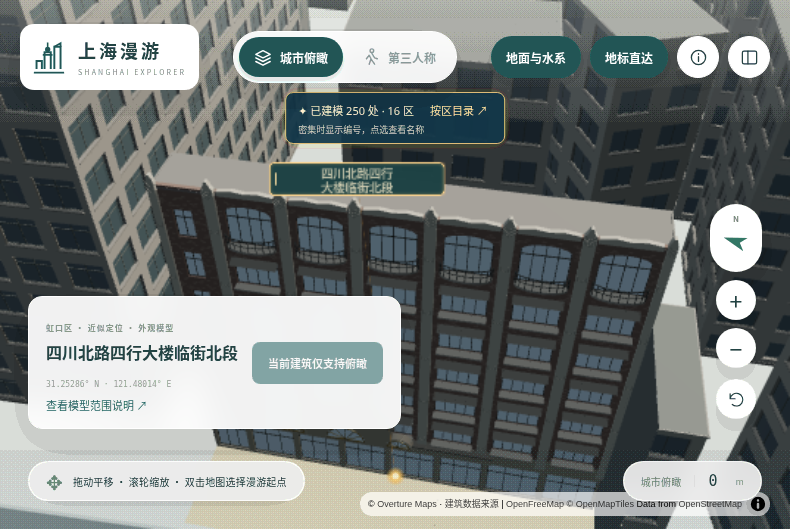 上海漫游
SHANGHAI EXPLORER
城市俯瞰
第三人称
地面与水系
地标直达
✦ 已建模 250 处 · 16 区 按区目录 ↗
密集时显示编号，点选查看名称
四川北路四行
大楼临街北段
N
虹口区 · 近似定位 · 外观模型
四川北路四行大楼临街北段
当前建筑仅支持俯瞰
31.25286° N · 121.48014° E
查看模型范围说明 ↗
拖动平移 · 滚轮缩放 · 双击地图选择漫游起点
城市俯瞰 0 m
© Overture Maps · 建筑数据来源 | OpenFreeMap © OpenMapTiles Data from OpenStreetMap